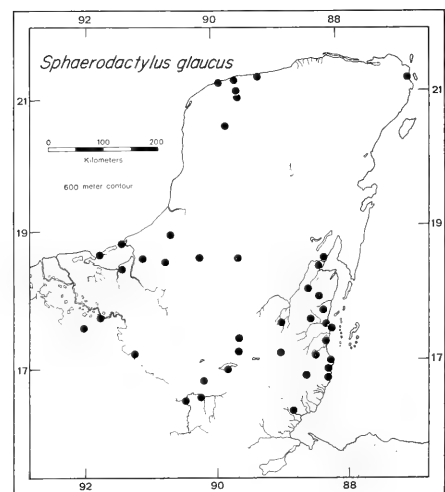 92 90 88
Sphaerodactylus glaucus
21 21
0 100 200
Kilometers
600 meter contour
19 19
17 17
92 90 88